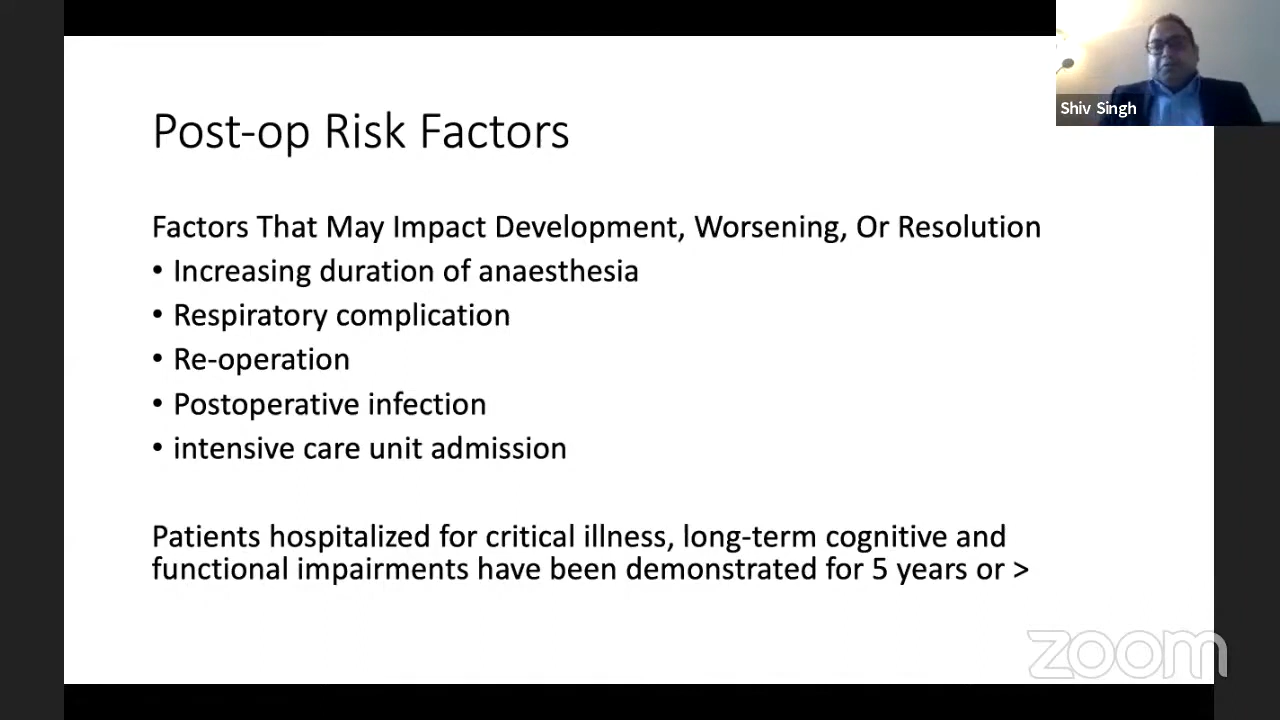 Shiv Singh
Post-op Risk Factors
Factors That May Impact Development, Worsening, Or Resolution
• Increasing duration of anaesthesia
• Respiratory complication
• Re-operation
• Postoperative infection
• intensive care unit admission
Patients hospitalized for critical illness, long-term cognitive and
functional impairments have been demonstrated for 5 years or >
zoom